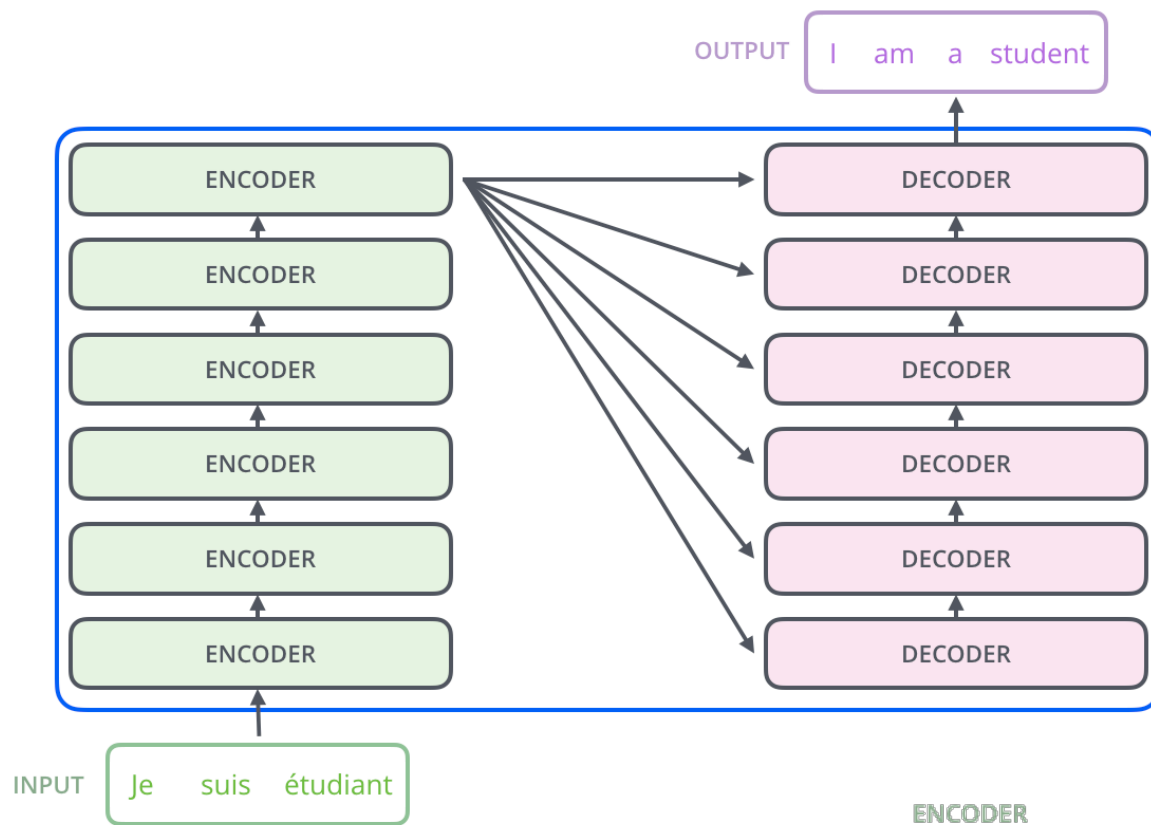 OUTPUT
I am a student
ENCODER
DECODER
ENCODER
DECODER
ENCODER
DECODER
ENCODER
DECODER
ENCODER
DECODER
ENCODER
DECODER
INPUT
Je suis étudiant
ENCODER